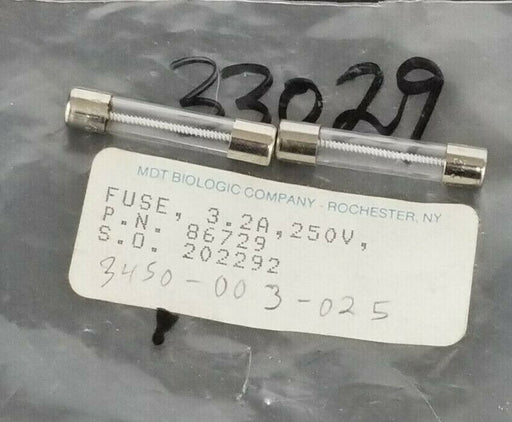 33029
MDT BIOLOGIC COMPANY - ROCHESTER, NY
FUSE, 3.2A,250V,
P.N. 86729
S.O. 202292
3450-003-025